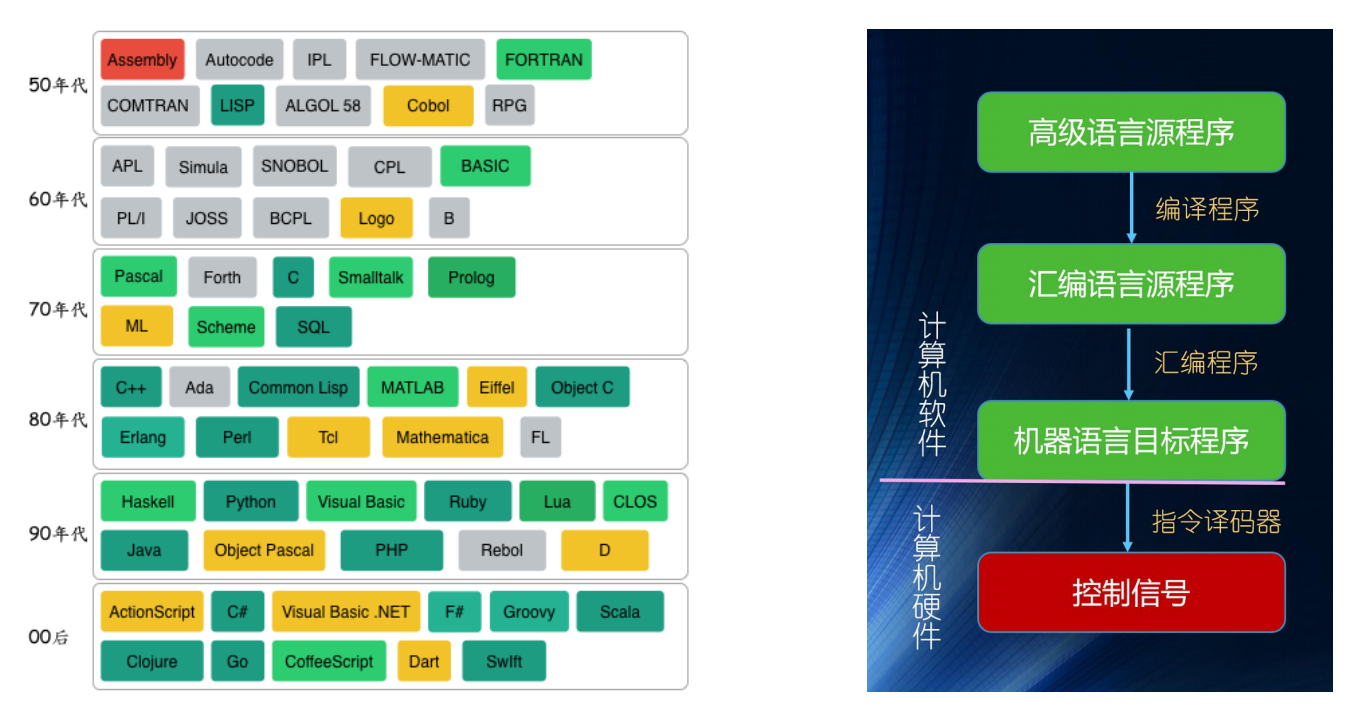 50年代
Assembly Autocode IPL FLOW-MATIC FORTRAN
COMTRAN LISP ALGOL 58 Cobol RPG
60年代
APL Simula SNOBOL CPL BASIC
PL/I JOSS BCPL Logo B
70年代
Pascal Forth C Smalltalk Prolog
ML Scheme SQL
80年代
C++ Ada Common Lisp MATLAB Eiffel Object C
Erlang Perl Tcl Mathematica FL
90年代
Haskell Python Visual Basic Ruby Lua CLOS
Java Object Pascal PHP Rebol D
00后
ActionScript C# Visual Basic .NET F# Groovy Scala
Clojure Go CoffeeScript Dart SwIft
高级语言源程序
编译程序
汇编语言源程序
汇编程序
机器语言目标程序
计算机软件
指令译码器
计算机硬件
控制信号